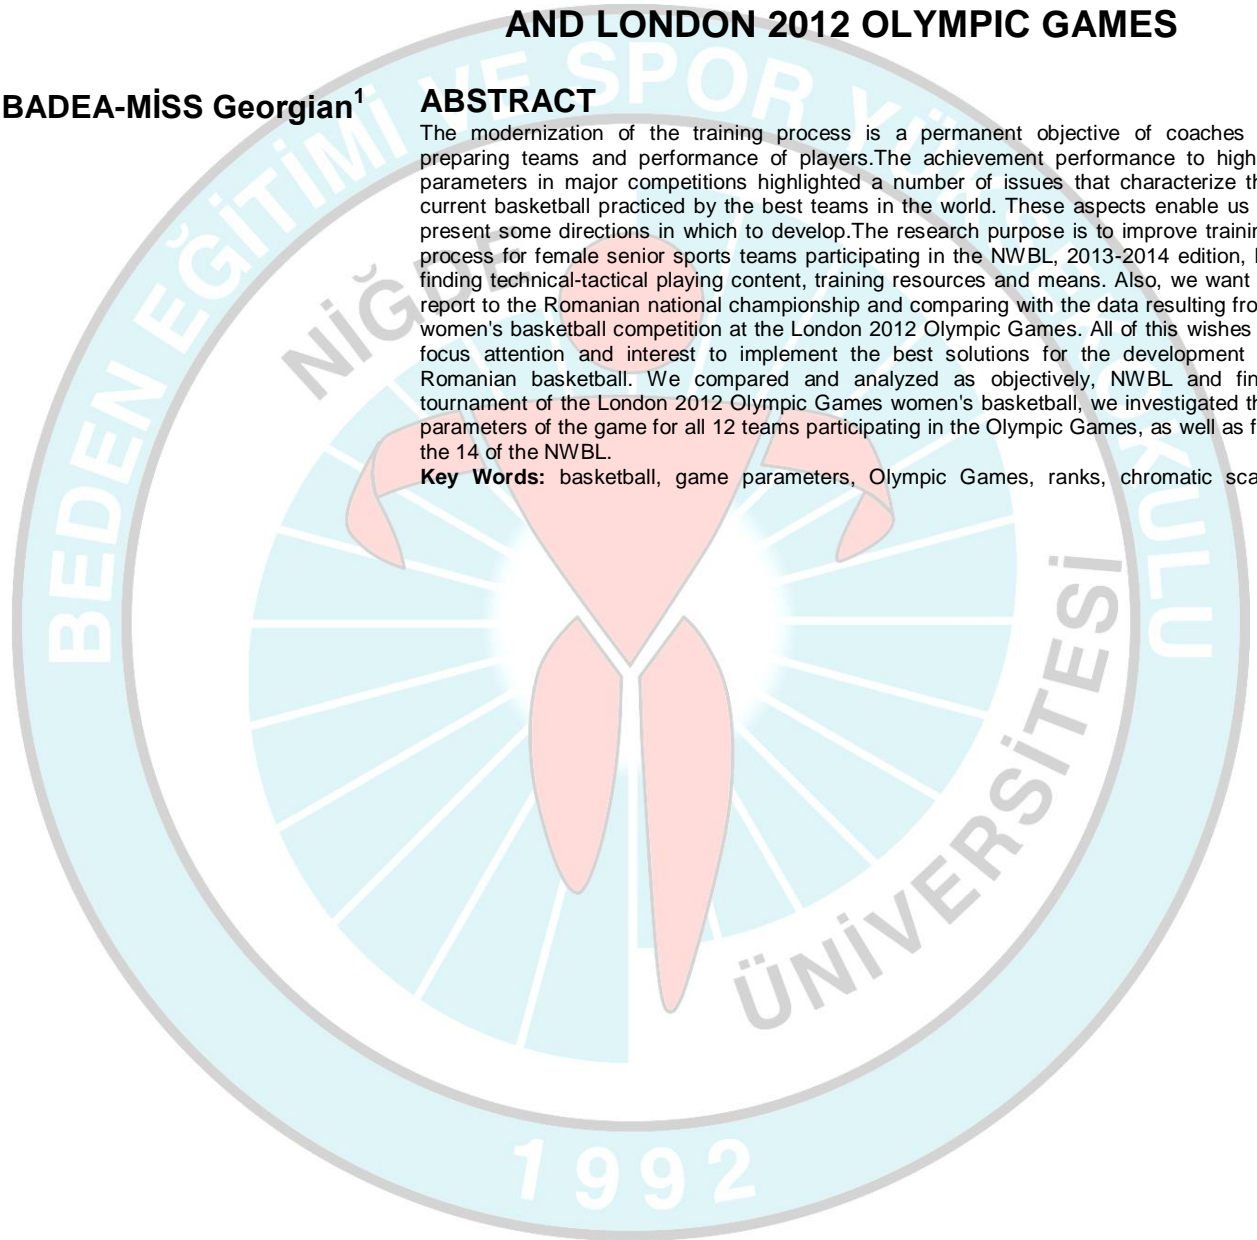 AND LONDON 2012 OLYMPIC GAMES
BADEA-MİSS Georgian1
ABSTRACT
The modernization of the training process is a permanent objective of coaches
preparing teams and performance of players.The achievement performance to high
parameters in major competitions highlighted a number of issues that characterize th
current basketball practiced by the best teams in the world. These aspects enable us
present some directions in which to develop.The research purpose is to improve trainin
process for female senior sports teams participating in the NWBL, 2013-2014 edition, b
finding technical-tactical playing content, training resources and means. Also, we want
report to the Romanian national championship and comparing with the data resulting fro
women's basketball competition at the London 2012 Olympic Games. All of this wishes
focus attention and interest to implement the best solutions for the development
Romanian basketball. We compared and analyzed as objectively, NWBL and fin
tournament of the London 2012 Olympic Games women's basketball, we investigated th
parameters of the game for all 12 teams participating in the Olympic Games, as well as f
the 14 of the NWBL.
Key Words: basketball, game parameters, Olympic Games, ranks, chromatic sca
BEDEN EĞİTİMİ VE SPOR YÜKSEKOKULU
NİĞDE
ÜNİVERSİTESİ
1992